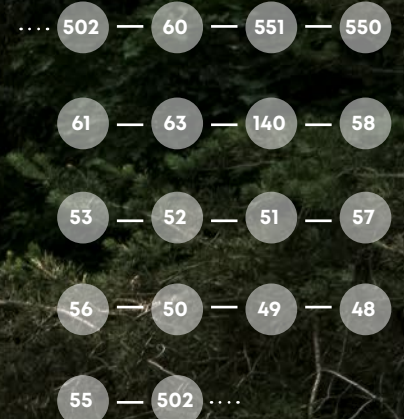 .... 502 — 60 — 551 — 550
61 — 63 — 140 — 58
53 — 52 — 51 — 57
56 — 50 — 49 — 48
55 — 502 ....